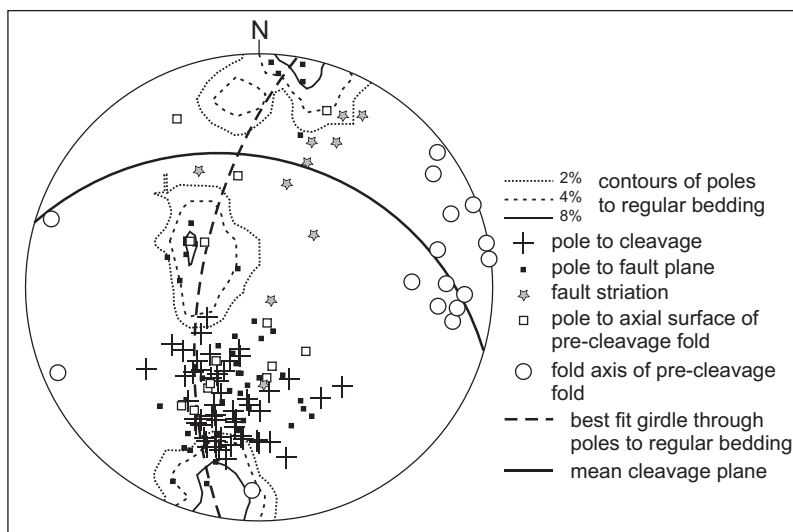 N
2%
4%
8%
contours of poles
to regular bedding
pole to cleavage
pole to fault plane
fault striation
pole to axial surface of
pre-cleavage fold
fold axis of pre-cleavage
fold
best fit girdle through
poles to regular bedding
mean cleavage plane